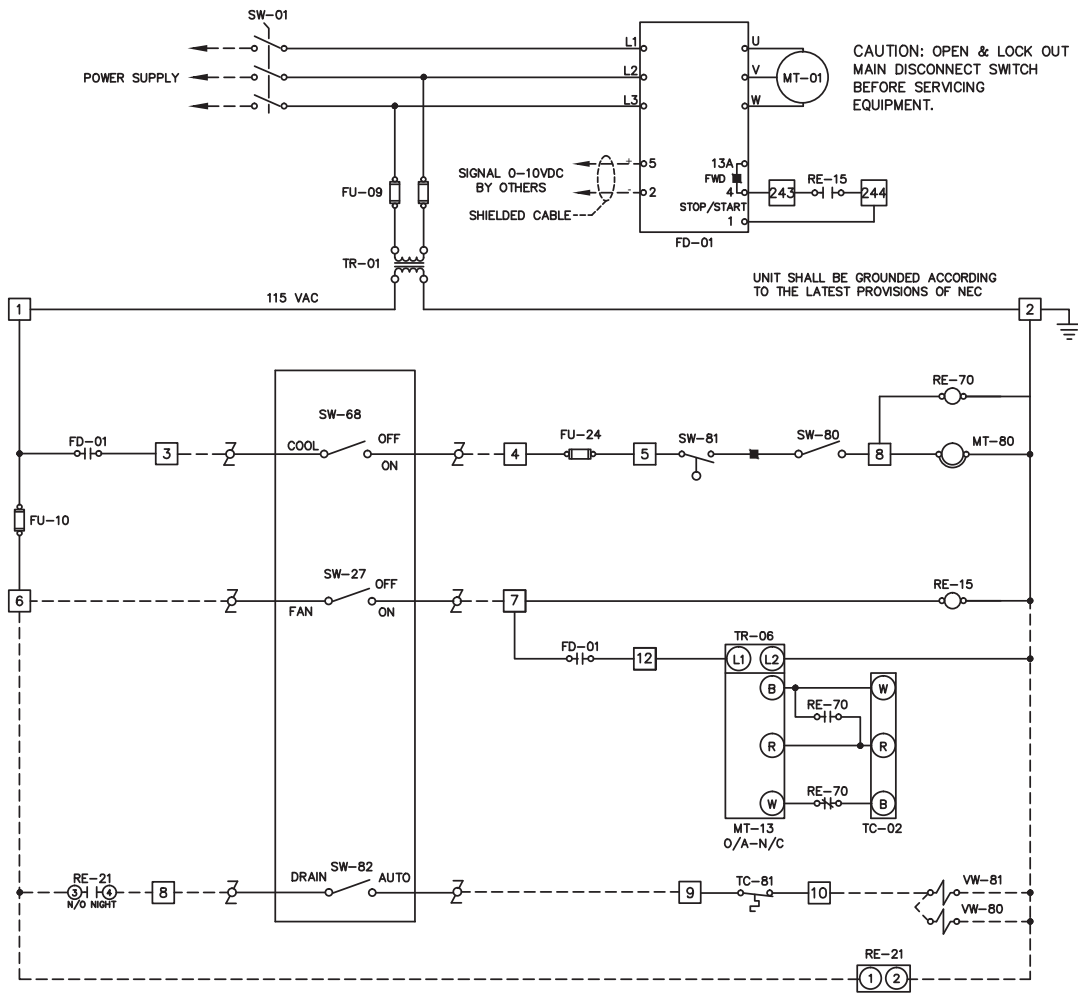 SW-01
POWER SUPPLY
L1
L2
L3
U
V
W
MT-01
CAUTION: OPEN & LOCK OUT
MAIN DISCONNECT SWITCH
BEFORE SERVICING
EQUIPMENT.
FU-09
SIGNAL 0-10VDC
BY OTHERS
SHIELDED CABLE
+
5
-
2
13A
FWD
4
STOP/START
1
243
RE-15
244
FD-01
TR-01
115 VAC
UNIT SHALL BE GROUNDED ACCORDING
TO THE LATEST PROVISIONS OF NEC
1
2
RE-70
FD-01
3
SW-68
COOL
OFF
ON
4
FU-24
5
SW-81
SW-80
8
MT-80
FU-10
6
SW-27
FAN
OFF
ON
7
RE-15
FD-01
12
TR-06
L1
L2
B
W
RE-70
R
R
W
RE-70
B
MT-13
O/A-N/C
TC-02
RE-21
3
4
N/O NIGHT
8
DRAIN
SW-82
AUTO
9
TC-81
10
VW-81
VW-80
RE-21
1
2